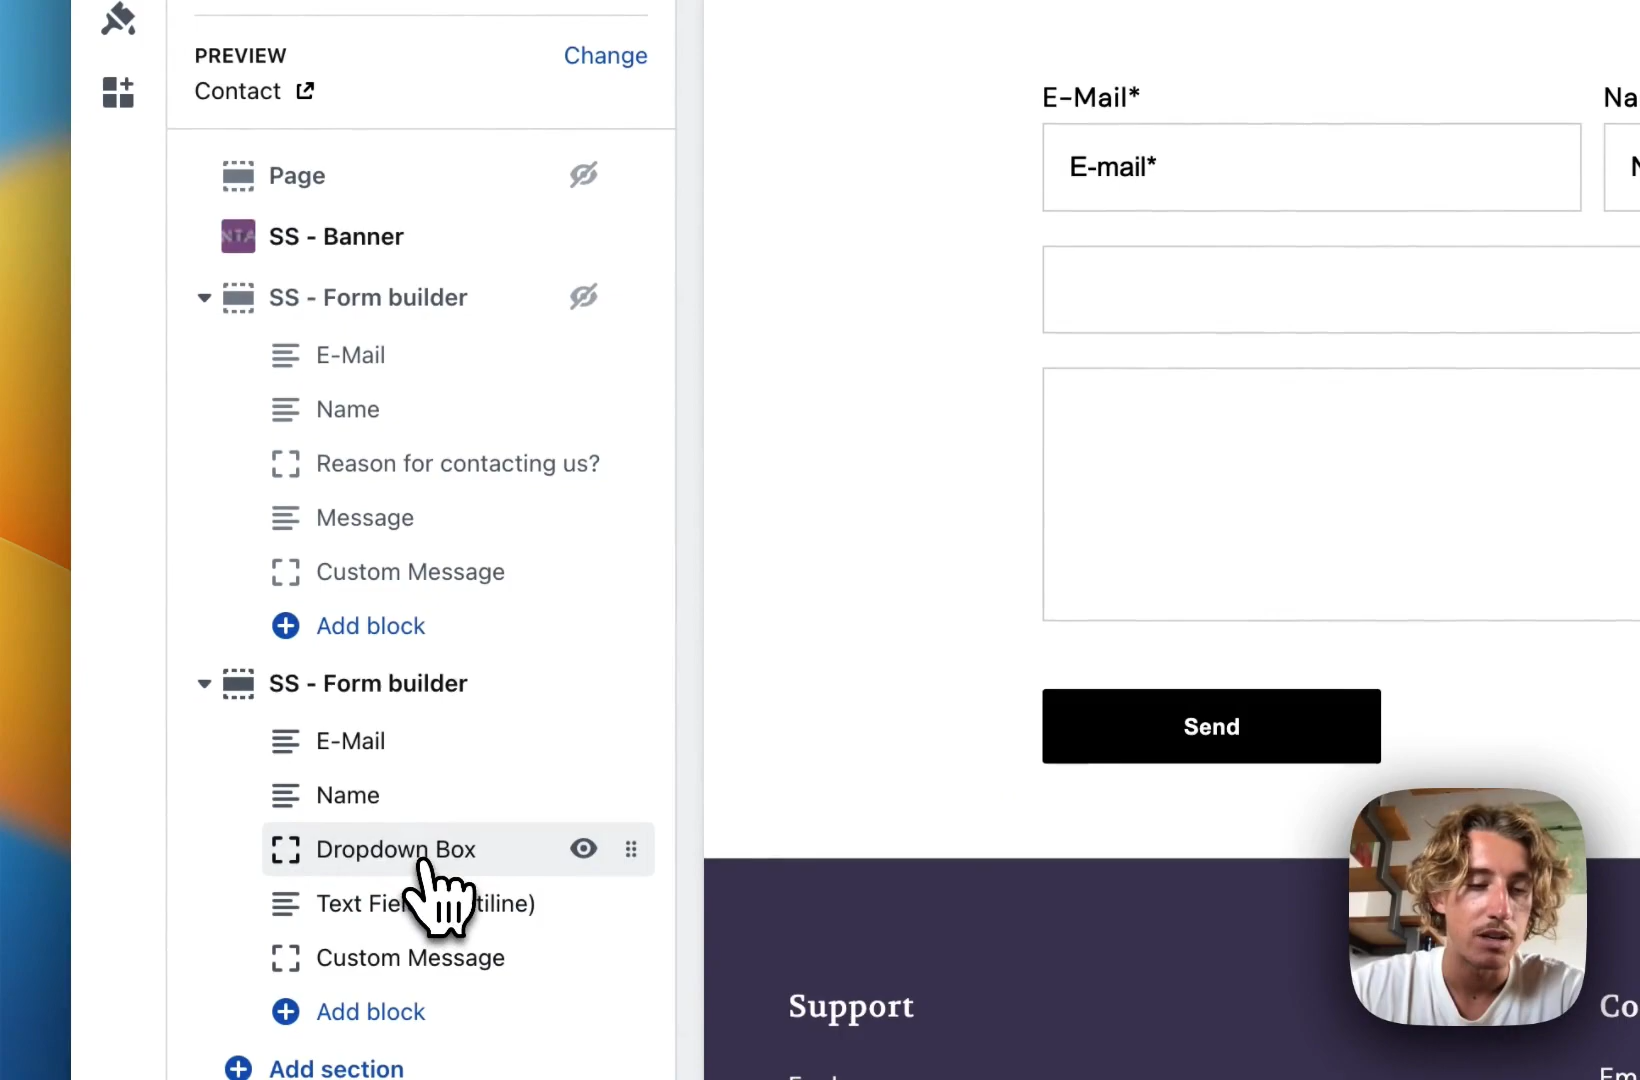 PREVIEW
Change
Contact
Page
SS - Banner
SS - Form builder
E-Mail
Name
Reason for contacting us?
Message
Custom Message
Add block
SS - Form builder
E-Mail
Name
Dropdown Box
Text Fie
tiline)
Custom Message
Add block
Add section
E-Mail*
Na
E-mail*
N
Send
Support
Co